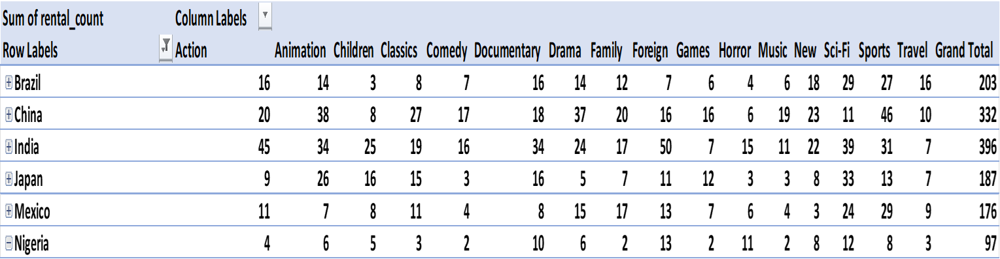 Sum of rental_count Column Labels
Row Labels Action Animation Children Classics Comedy Documentary Drama Family Foreign Games Horror Music New Sci-Fi Sports Travel Grand Total
Brazil 16 14 3 8 7 16 14 12 7 6 4 6 18 29 27 16 203
China 20 38 8 27 17 18 37 20 16 16 6 19 23 11 46 10 332
India 45 34 25 19 16 34 24 17 50 7 15 11 22 39 31 7 396
Japan 9 26 16 15 3 16 5 7 11 12 3 3 8 33 13 7 187
Mexico 11 7 8 11 4 8 15 17 13 7 6 4 3 24 29 9 176
Nigeria 4 6 5 3 2 10 6 2 13 2 11 2 8 12 8 3 97